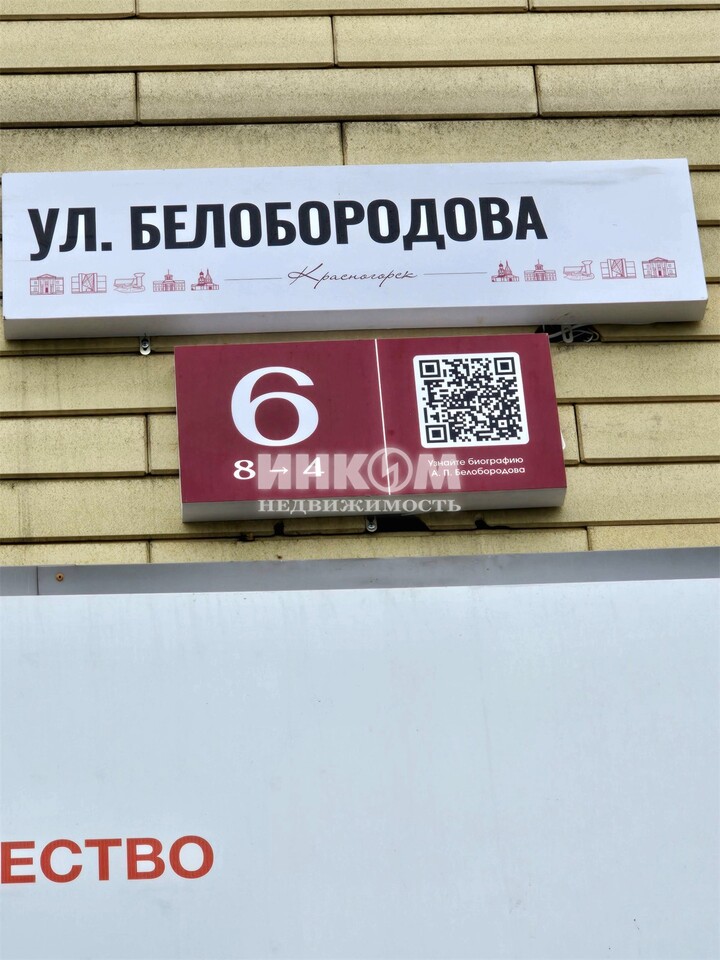 УЛ. БЕЛОБОРОДОВА
Красногорск
6
8 → 4
Узнайте биографию
А. П. Белобородова
ИНКОМ
НЕДВИЖИМОСТЬ
ЕСТВО